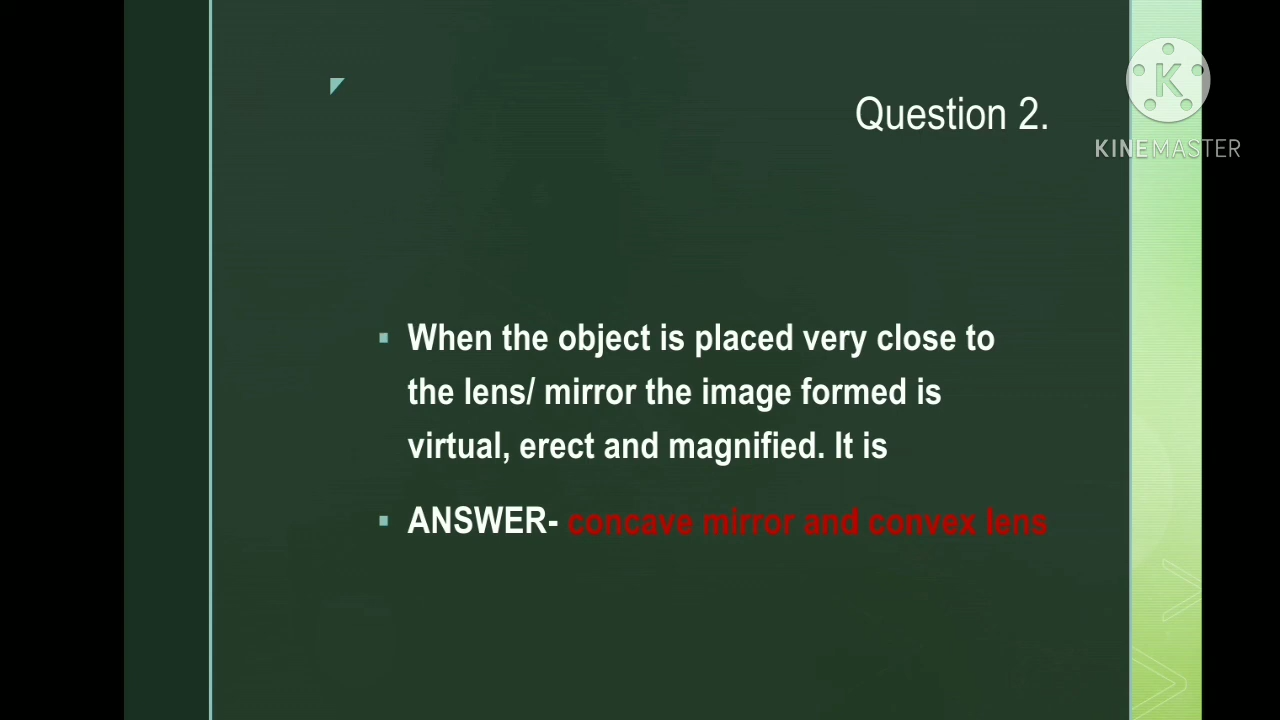 Question 2.
K
KINEMASTER
When the object is placed very close to
the lens/ mirror the image formed is
virtual, erect and magnified. It is
ANSWER- concave mirror and convex lens